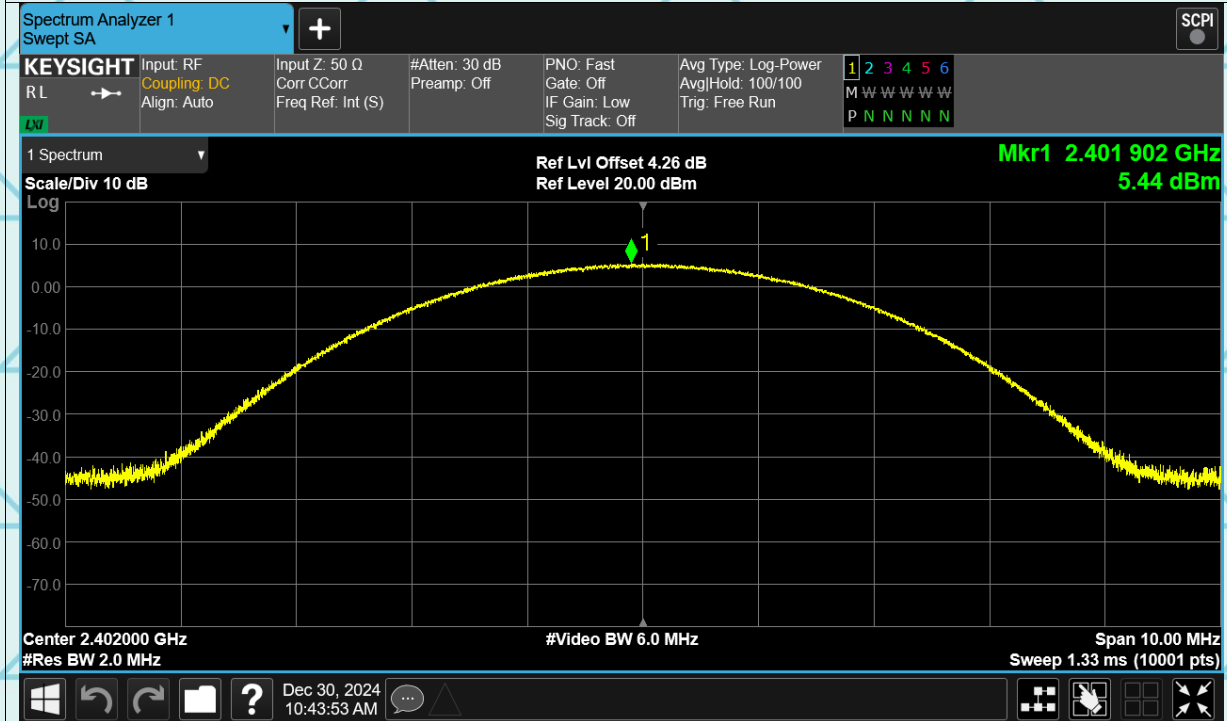 Spectrum Analyzer 1
Swept SA
+
SCPI
KEYSIGHT
R L
LXI
Input: RF
Coupling: DC
Align: Auto
Input Z: 50 Ω
Corr CCorr
Freq Ref: Int (S)
#Atten: 30 dB
Preamp: Off
PNO: Fast
Gate: Off
IF Gain: Low
Sig Track: Off
Avg Type: Log-Power
Avg|Hold: 100/100
Trig: Free Run
1 2 3 4 5 6
M W W W W W
P N N N N N
1 Spectrum
Scale/Div 10 dB
Ref Lvl Offset 4.26 dB
Ref Level 20.00 dBm
Mkr1 2.401 902 GHz
5.44 dBm
Log
1
10.0
0.00
-10.0
-20.0
-30.0
-40.0
-50.0
-60.0
-70.0
Center 2.402000 GHz
#Res BW 2.0 MHz
#Video BW 6.0 MHz
Span 10.00 MHz
Sweep 1.33 ms (10001 pts)
?
Dec 30, 2024
10:43:53 AM